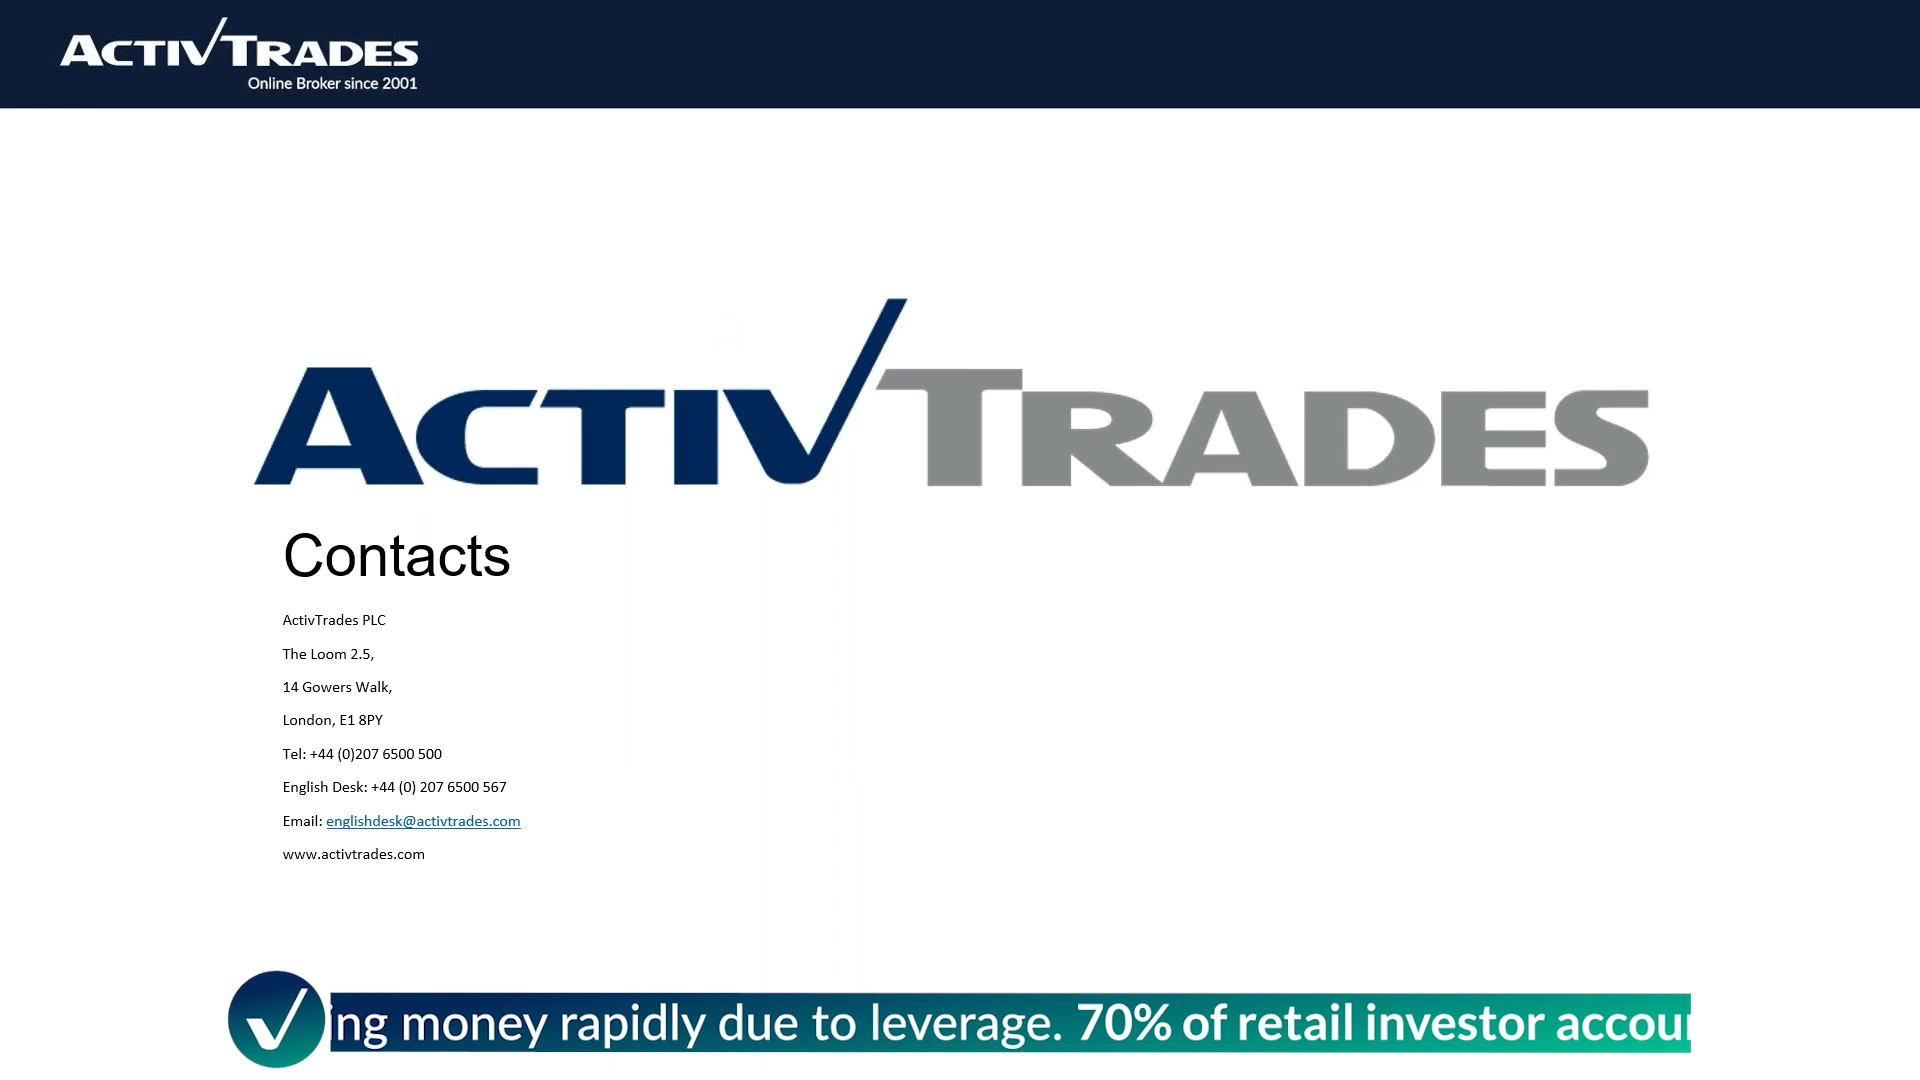 ACTIVTRADES
Online Broker since 2001
ACTIVTRADES
Contacts
ActivTrades PLC
The Loom 2.5,
14 Gowers Walk,
London, E1 8PY
Tel: +44 (0)207 6500 500
English Desk: +44 (0) 207 6500 567
Email: englishdesk@activtrades.com
www.activtrades.com
ing money rapidly due to leverage. 70% of retail investor accou